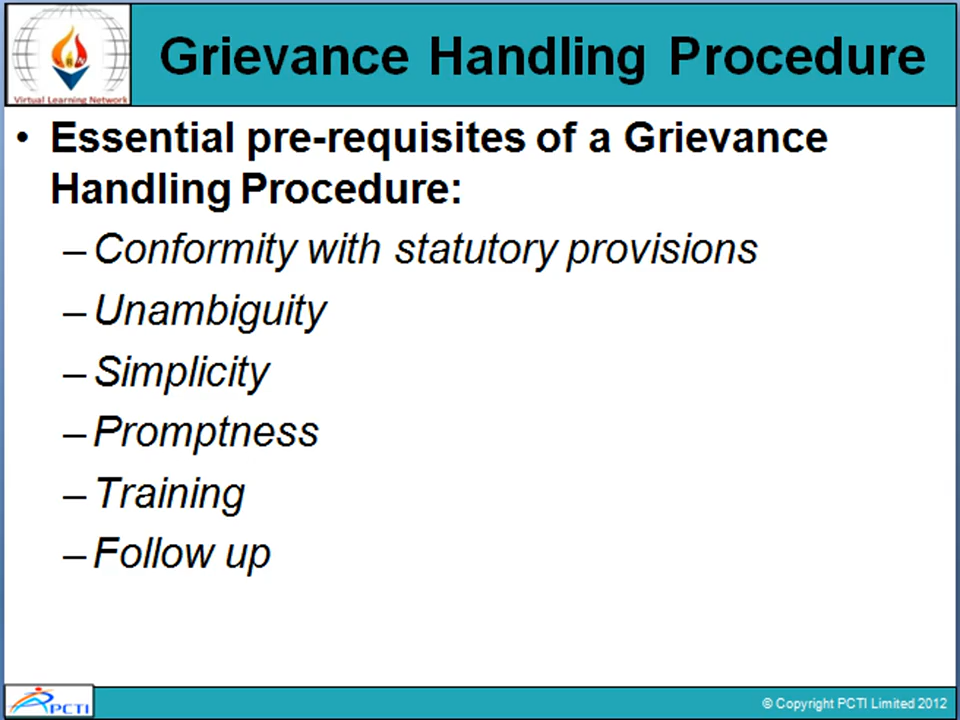 Grievance Handling Procedure
Virtual Learning Network
• Essential pre-requisites of a Grievance
Handling Procedure:
– Conformity with statutory provisions
– Unambiguity
– Simplicity
– Promptness
– Training
– Follow up
PCTI
© Copyright PCTI Limited 2012